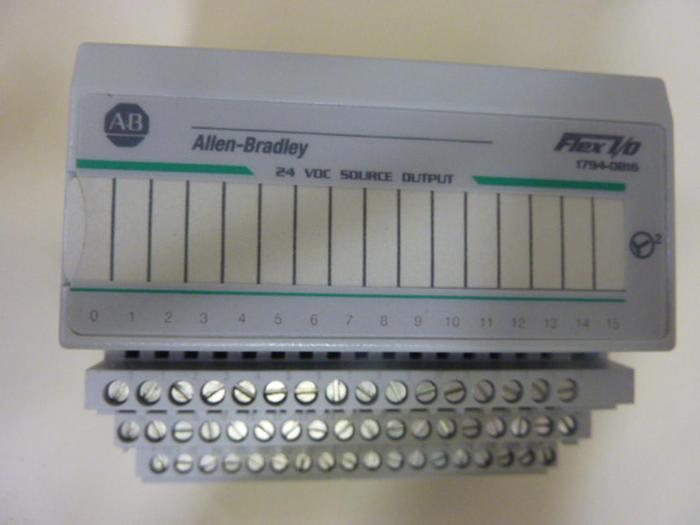 AB
Allen-Bradley
Flex I/O
1794-OB16
24 VDC SOURCE OUTPUT
2
0 1 2 3 4 5 6 7 8 9 10 11 12 13 14 15